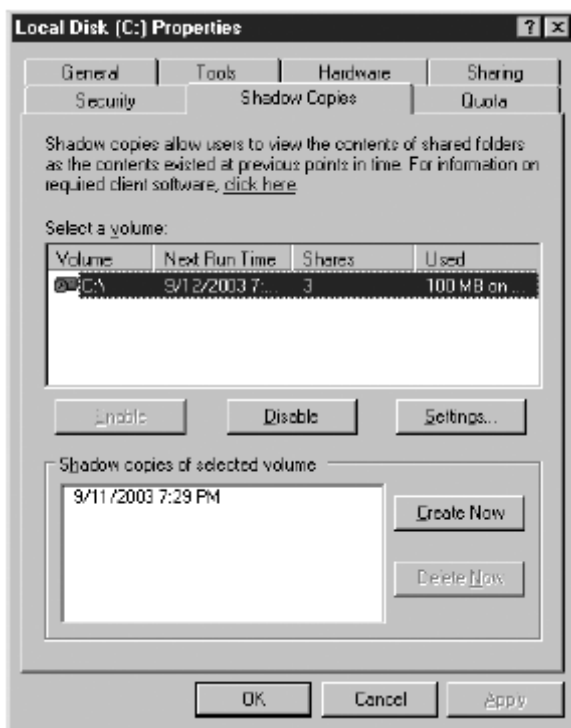 Local Disk (C:) Properties
General Tools Hardware Sharing
Security Shadow Copies Quota
Shadow copies allow users to view the contents of shared folders
as the contents existed at previous points in time. For information on
required client software, click here.
Select a volume:
Volume Next Run Time Shares Used
C:\ 9/12/2003 7:... 3 100 MB on ...
Enable Disable Settings...
Shadow copies of selected volume
9/11/2003 7:29 PM
Create Now
Delete Now
OK Cancel Apply